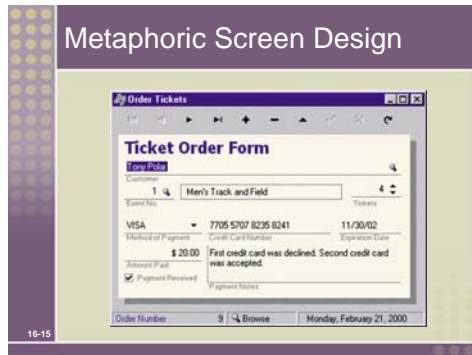 Metaphoric Screen Design
Order Tickets
Ticket Order Form
Tony Polar
Customer
1 Men's Track and Field 4
Event No. Tickets
VISA 7705 5707 8235 8241 11/30/02
Method of Payment Credit Card Number Expiration Date
$ 20.00 First credit card was declined. Second credit card
Amount Paid was accepted.
Payment Received
Payment Notes
Order Number 9 Browse Monday, February 21, 2000
16-15